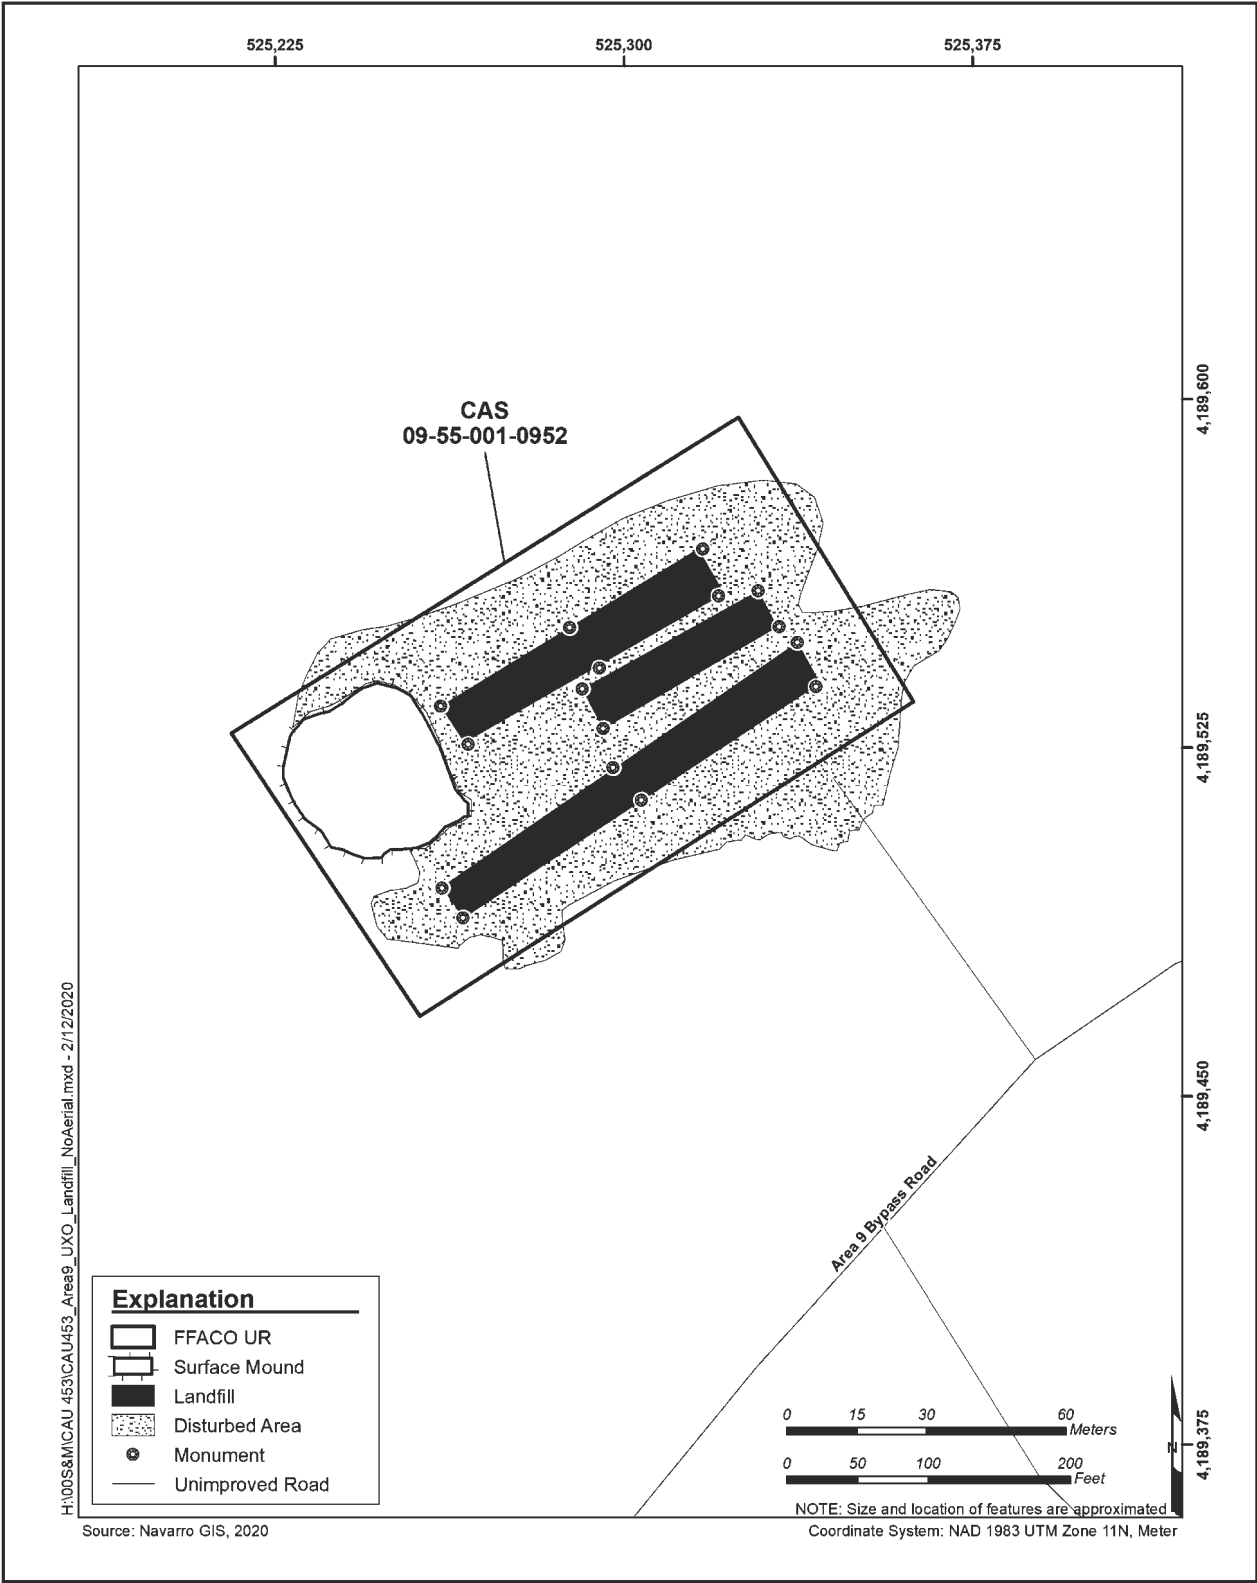 525,225
525,300
525,375
CAS
09-55-001-0952
4,189,600
4,189,525
4,189,450
4,189,375
Area 9 Bypass Road
H:\00S&M\CAU 453\CAU453_Area9_UXO_Landfill_NoAerial.mxd - 2/12/2020
Explanation
FFACO UR
Surface Mound
Landfill
Disturbed Area
Monument
Unimproved Road
0 15 30 60
Meters
0 50 100 200
Feet
N
NOTE: Size and location of features are approximated
Source: Navarro GIS, 2020
Coordinate System: NAD 1983 UTM Zone 11N, Meter